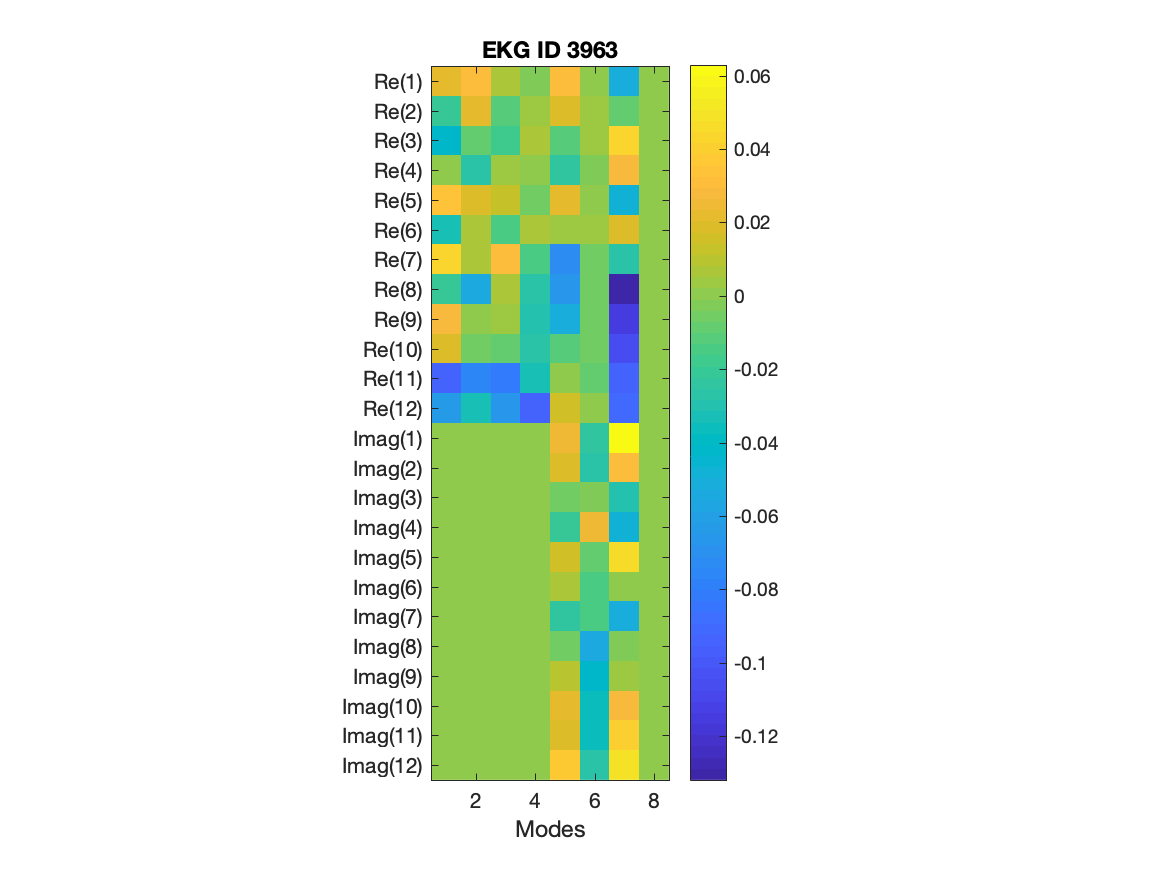 EKG ID 3963
Re(1)
Re(2)
Re(3)
Re(4)
Re(5)
Re(6)
Re(7)
Re(8)
Re(9)
Re(10)
Re(11)
Re(12)
Imag(1)
Imag(2)
Imag(3)
Imag(4)
Imag(5)
Imag(6)
Imag(7)
Imag(8)
Imag(9)
Imag(10)
Imag(11)
Imag(12)
2 4 6 8
Modes
0.06
0.04
0.02
0
-0.02
-0.04
-0.06
-0.08
-0.1
-0.12